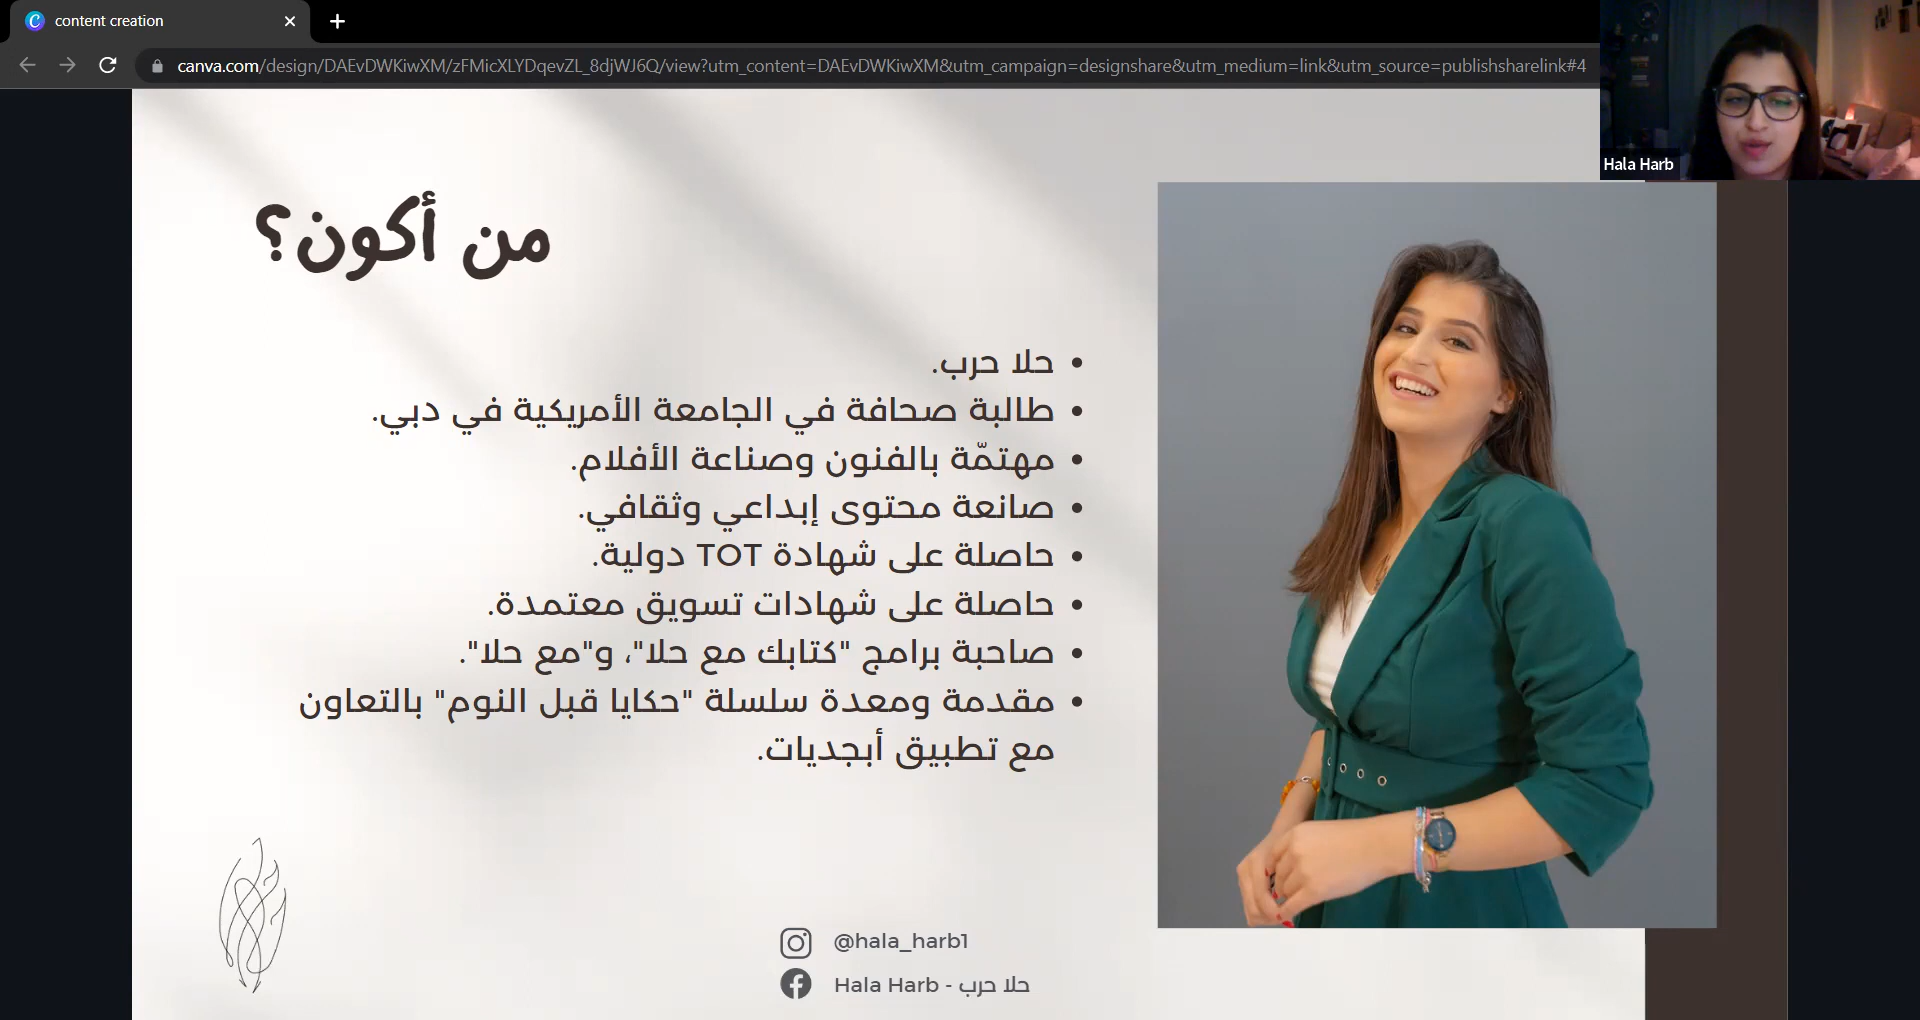 content creation
canva.com/design/DAEvDWKiwXM/zFMicXLYDqevZL_8djWJ6Q/view?utm_content=DAEvDWKiwXM&utm_campaign=designshare&utm_medium=link&utm_source=publishsharelink#4
Hala Harb
من أكون؟
حلا حرب.
طالبة صحافة في الجامعة الأمريكية في دبي.
مهتمّة بالفنون وصناعة الأفلام.
صانعة محتوى إبداعي وثقافي.
حاصلة على شهادة TOT دولية.
حاصلة على شهادات تسويق معتمدة.
صاحبة برامج "كتابك مع حلا"، و"مع حلا".
مقدمة ومعدة سلسلة "حكايا قبل النوم" بالتعاون
مع تطبيق أبجديات.
@hala_harb1
Hala Harb - حلا حرب